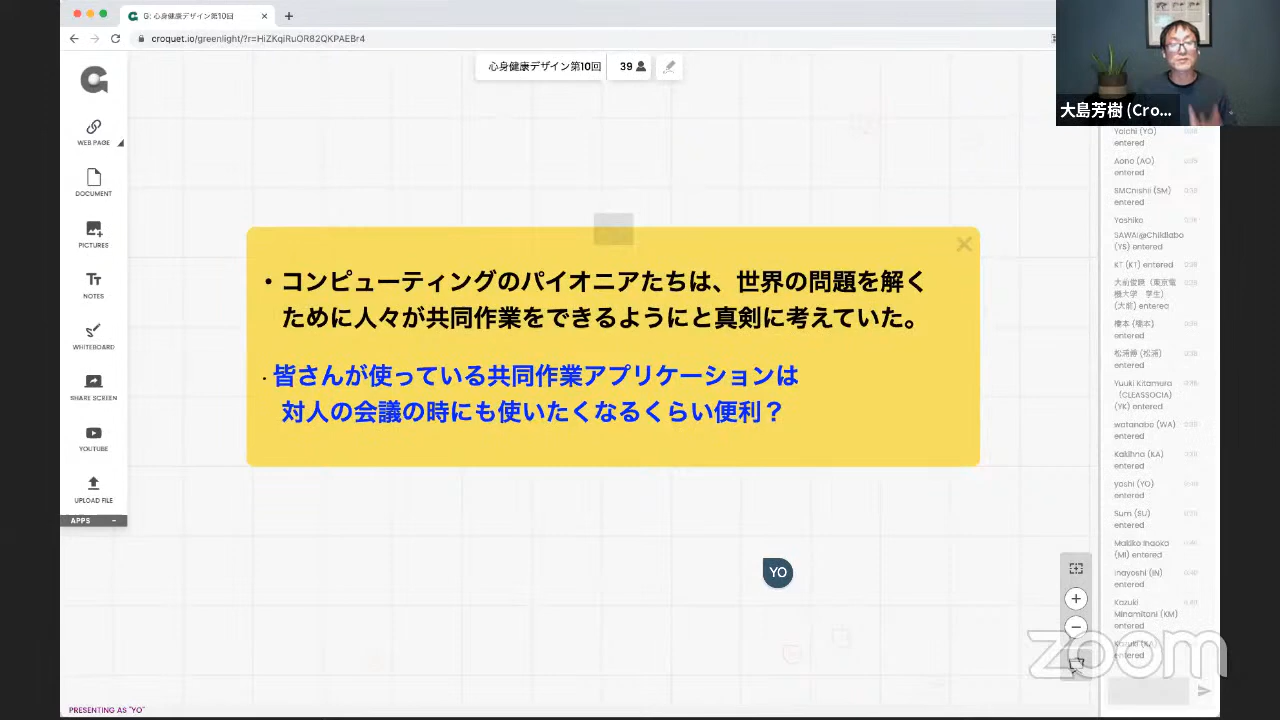 G: 心身健康デザイン第10回
croquet.io/greenlight/?r=HiZKqiRuOR82QKPAEBr4
心身健康デザイン第10回
39
WEB PAGE
DOCUMENT
PICTURES
NOTES
WHITEBOARD
SHARE SCREEN
YOUTUBE
UPLOAD FILE
APPS -
・コンピューティングのパイオニアたちは、世界の問題を解く
ために人々が共同作業をできるようにと真剣に考えていた。
・皆さんが使っている共同作業アプリケーションは
対人の会議の時にも使いたくなるくらい便利？
YO
PRESENTING AS "YO"
大島芳樹 (Cro...
Yoichi (YO)
entered
Aono (AO)
entered
SMChishii (SM)
entered
Yoshiko
SAWAI@Childlabo
(YS) entered
KT (KT) entered
entered
entered
entered
Yuuki Kitamura
(CLEASSOCIA)
(YK) entered
watanabe (WA)
entered
entered
yoshi (YO)
entered
Sum (SU)
entered
Makiko Inaoka
(MI) entered
inayoshi (IN)
entered
Kazuki
Minamitani (KM)
entered
Kazuki (KA)
entered
zoom